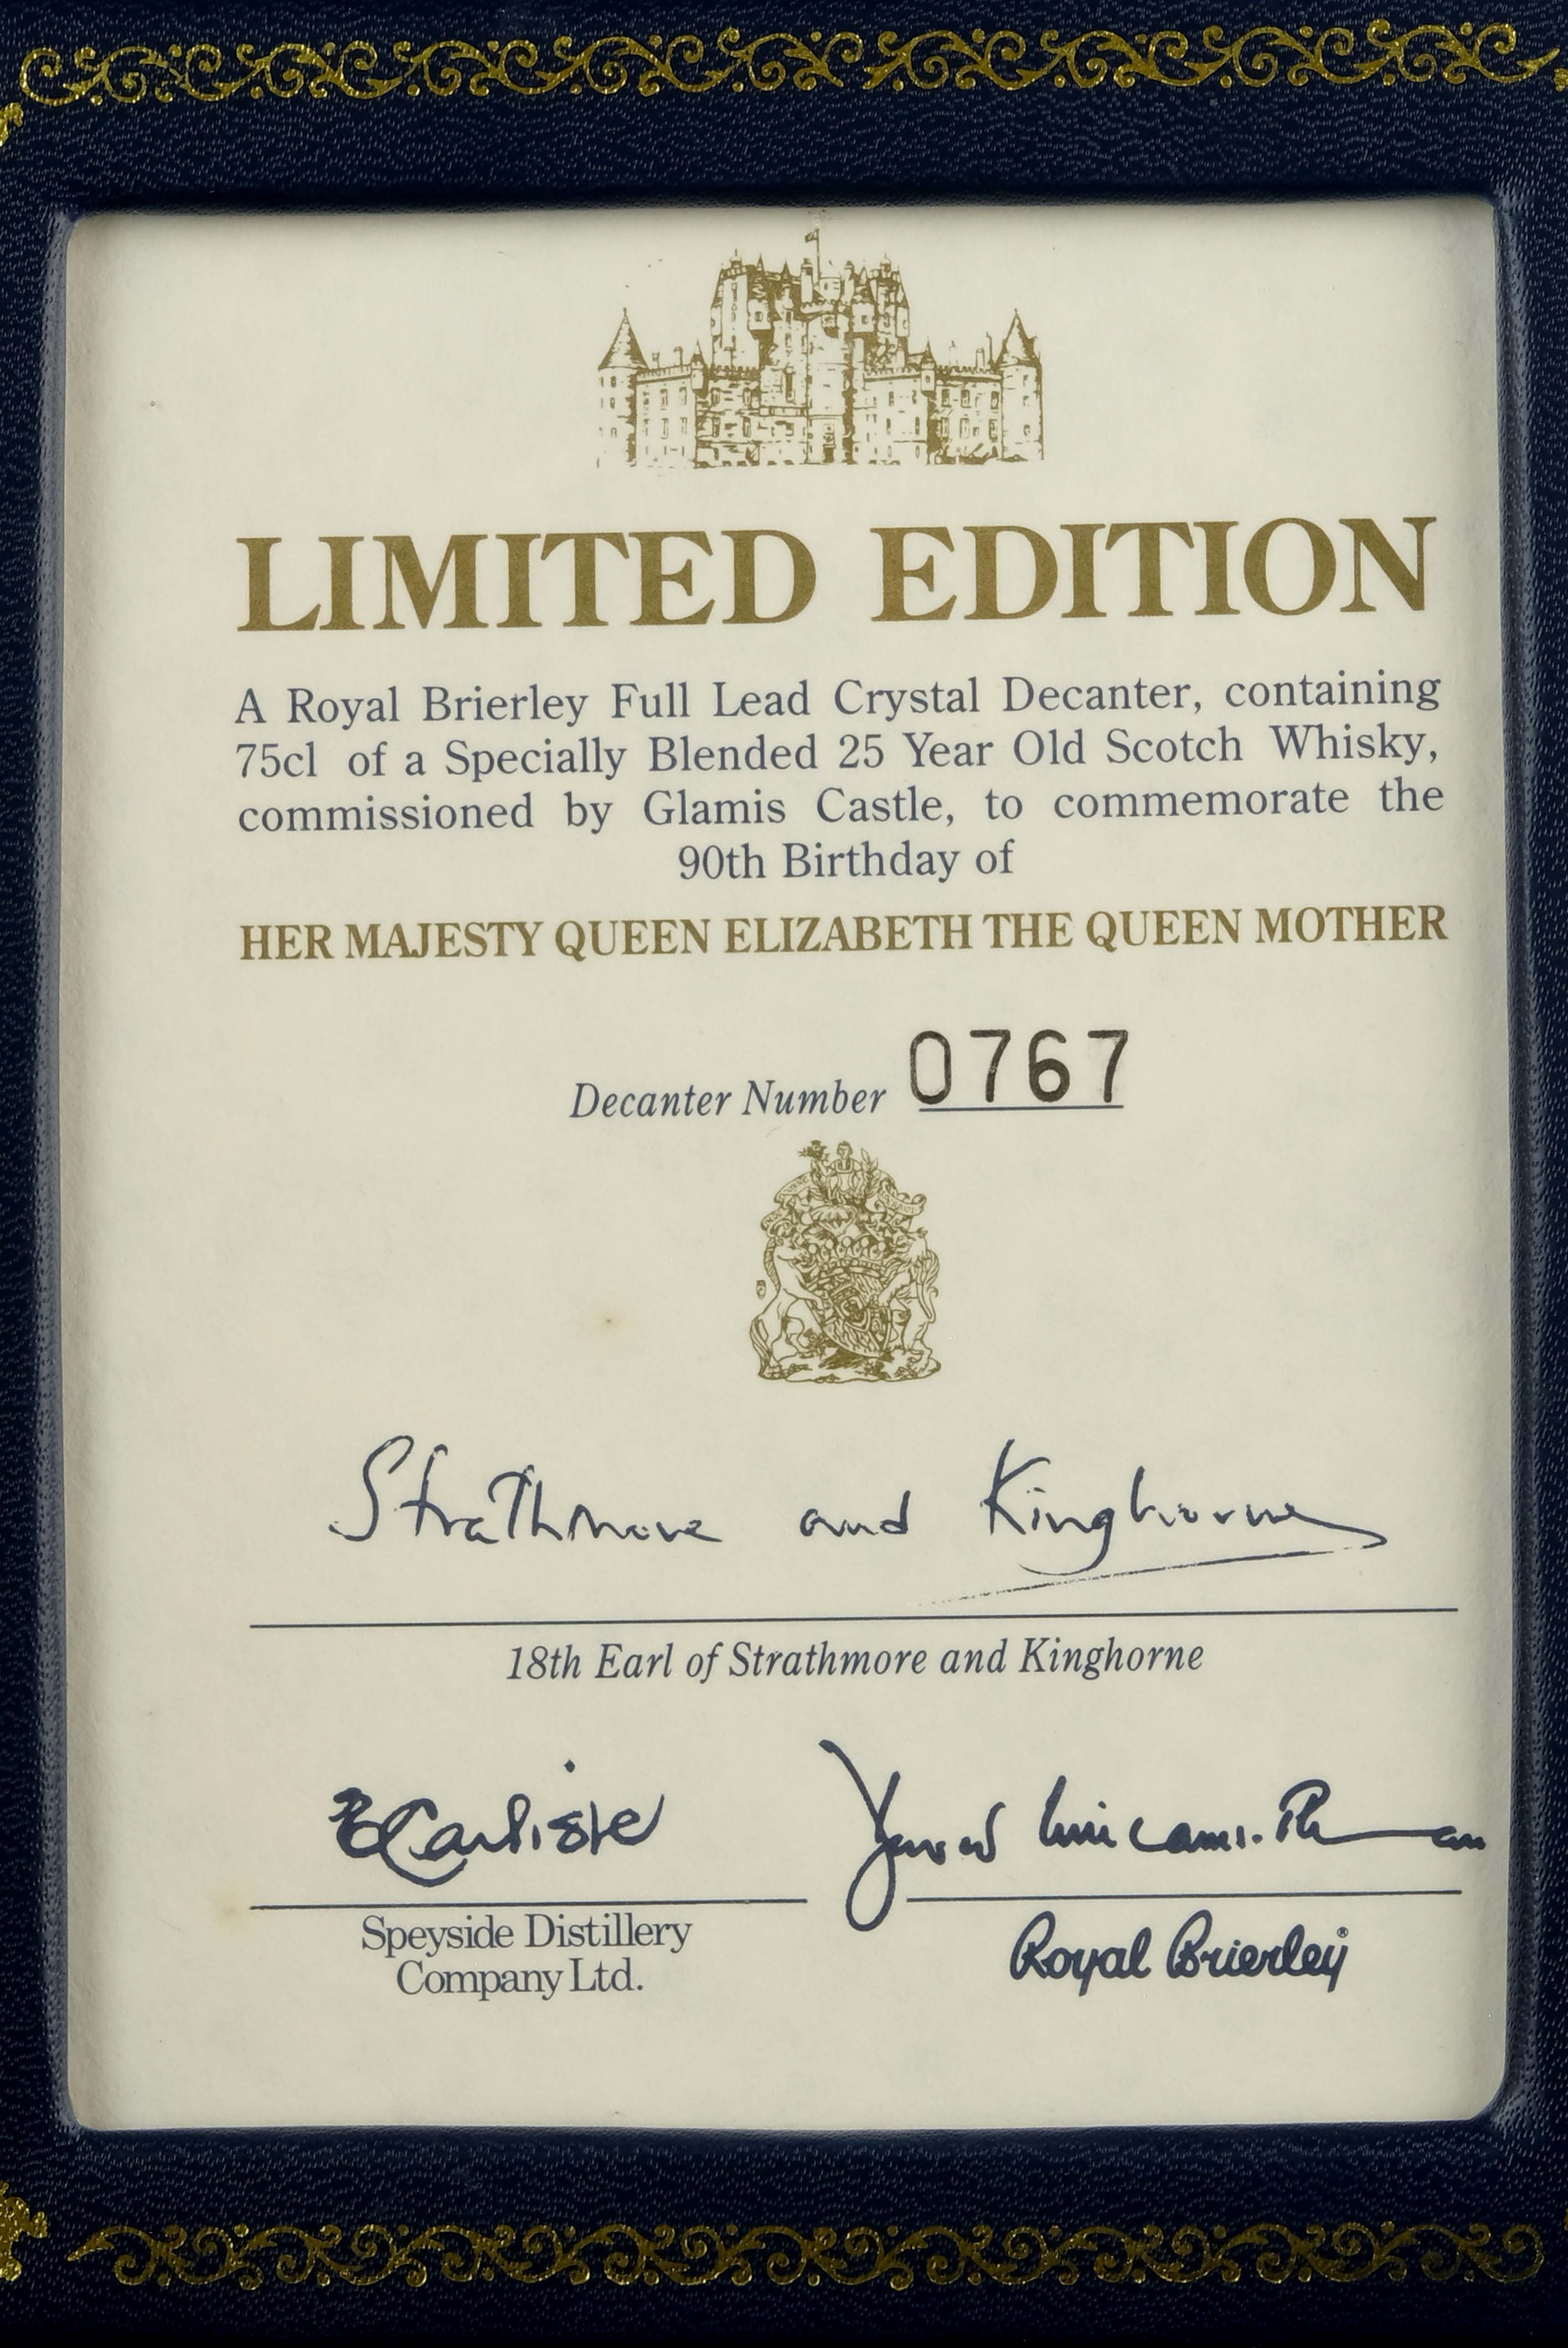 LIMITED EDITION
A Royal Brierley Full Lead Crystal Decanter, containing
75cl of a Specially Blended 25 Year Old Scotch Whisky,
commissioned by Glamis Castle, to commemorate the
90th Birthday of
HER MAJESTY QUEEN ELIZABETH THE QUEEN MOTHER
Decanter Number 0767
Strathmore and Kinghorne
18th Earl of Strathmore and Kinghorne
Carlisle
Speyside Distillery
Company Ltd.
Royal Brierley